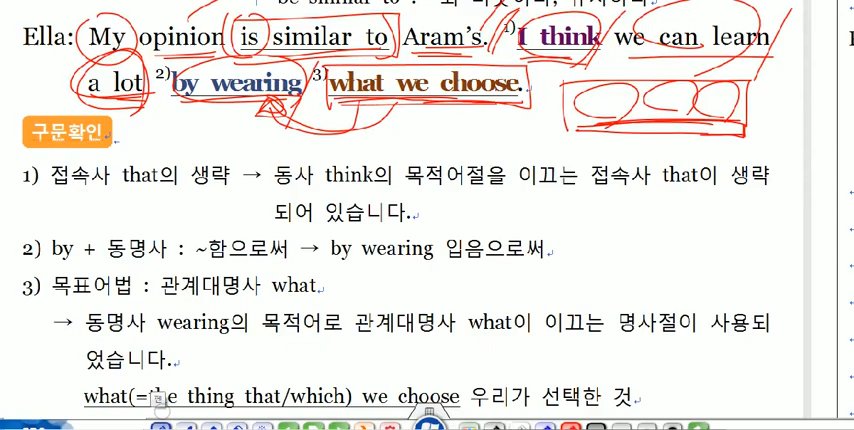 Ella: My opinion is similar to Aram's. 1)I think we can learn
a lot 2)by wearing 3)what we choose.
구문확인
1) 접속사 that의 생략 → 동사 think의 목적어절을 이끄는 접속사 that이 생략
되어 있습니다.
2) by + 동명사 : ~함으로써 → by wearing 입음으로써
3) 목표어법 : 관계대명사 what
→ 동명사 wearing의 목적어로 관계대명사 what이 이끄는 명사절이 사용되
었습니다.
what(=the thing that/which) we choose 우리가 선택한 것